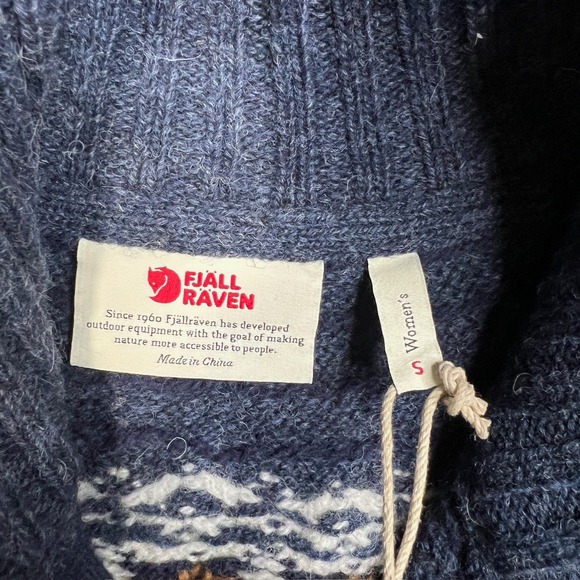 FJÄLL
RÄVEN
Since 1960 Fjällräven has developed
outdoor equipment with the goal of making
nature more accessible to people.
Made in China
Women's
S